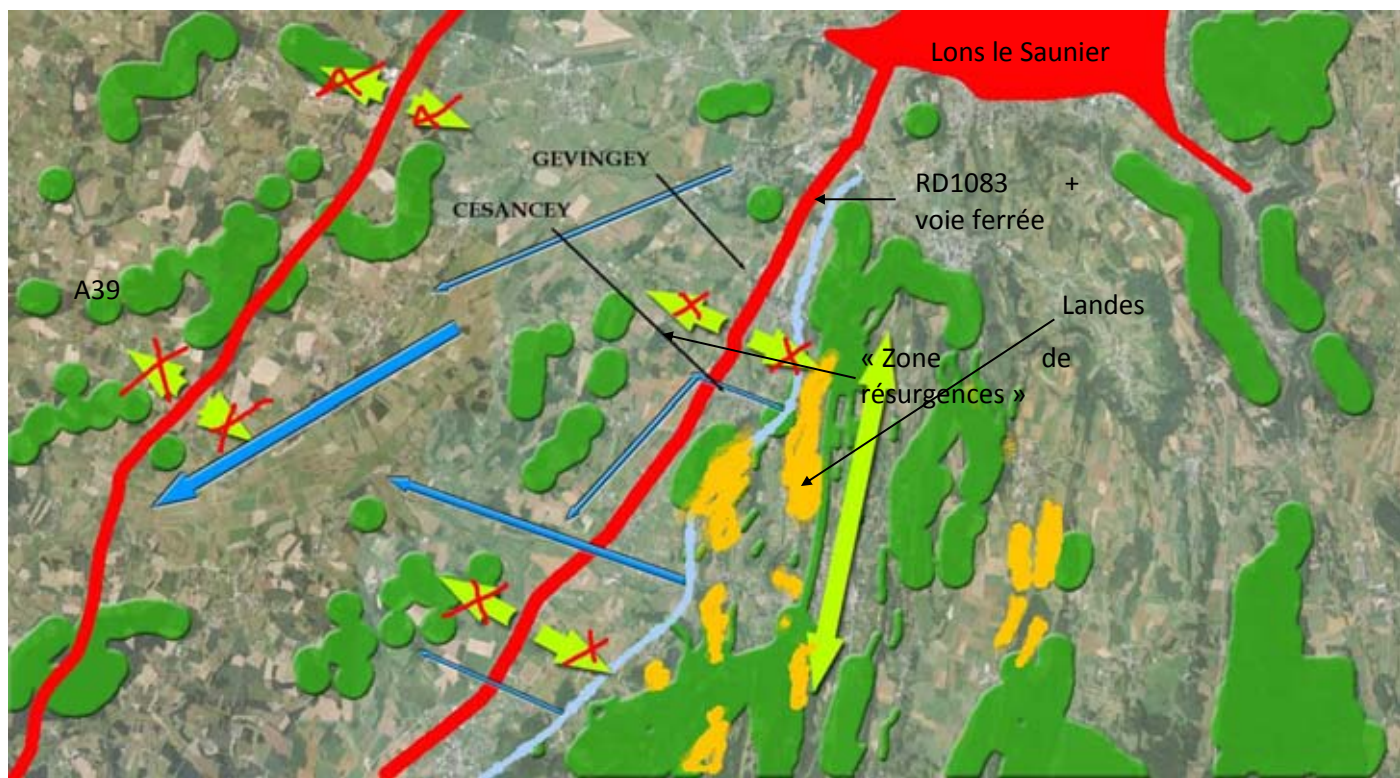 Lons le Saunier
GEVINGEY
RD1083 +
voie ferrée
CESANCEY
A39
Landes
« Zone de
résurgences »